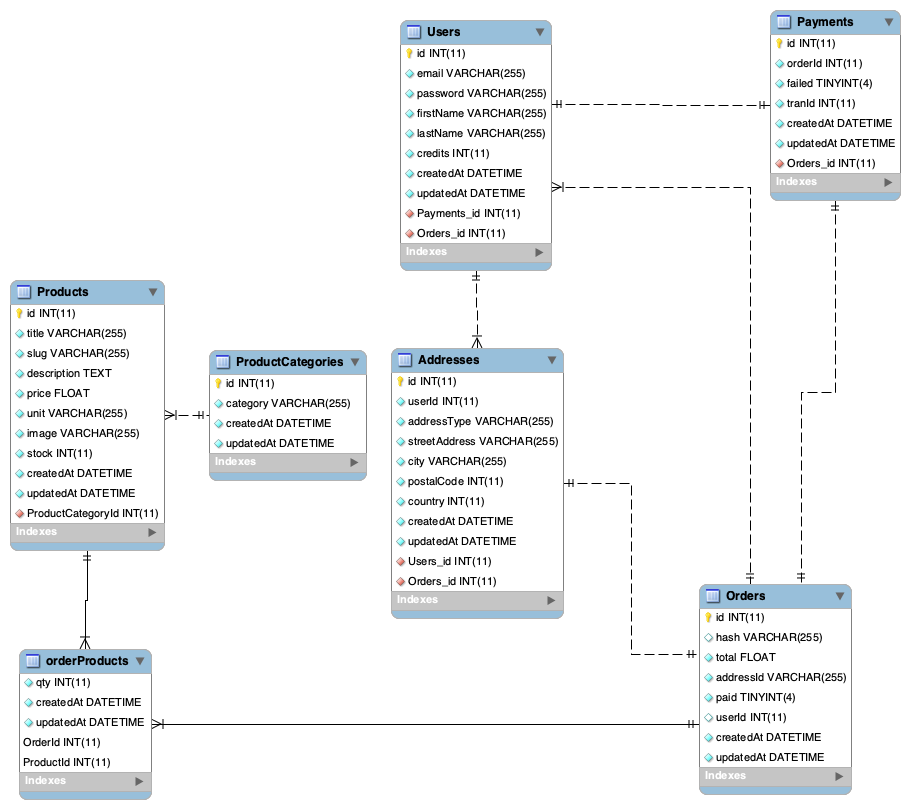 Users
id INT(11)
email VARCHAR(255)
password VARCHAR(255)
firstName VARCHAR(255)
lastName VARCHAR(255)
credits INT(11)
createdAt DATETIME
updatedAt DATETIME
Payments_id INT(11)
Orders_id INT(11)
Indexes
Payments
id INT(11)
orderId INT(11)
failed TINYINT(4)
tranId INT(11)
createdAt DATETIME
updatedAt DATETIME
Orders_id INT(11)
Indexes
Products
id INT(11)
title VARCHAR(255)
slug VARCHAR(255)
description TEXT
price FLOAT
unit VARCHAR(255)
image VARCHAR(255)
stock INT(11)
createdAt DATETIME
updatedAt DATETIME
ProductCategoryId INT(11)
Indexes
ProductCategories
id INT(11)
category VARCHAR(255)
createdAt DATETIME
updatedAt DATETIME
Indexes
Addresses
id INT(11)
userId INT(11)
addressType VARCHAR(255)
streetAddress VARCHAR(255)
city VARCHAR(255)
postalCode INT(11)
country INT(11)
createdAt DATETIME
updatedAt DATETIME
Users_id INT(11)
Orders_id INT(11)
Indexes
Orders
id INT(11)
hash VARCHAR(255)
total FLOAT
addressId VARCHAR(255)
paid TINYINT(4)
userId INT(11)
createdAt DATETIME
updatedAt DATETIME
Indexes
orderProducts
qty INT(11)
createdAt DATETIME
updatedAt DATETIME
OrderId INT(11)
ProductId INT(11)
Indexes